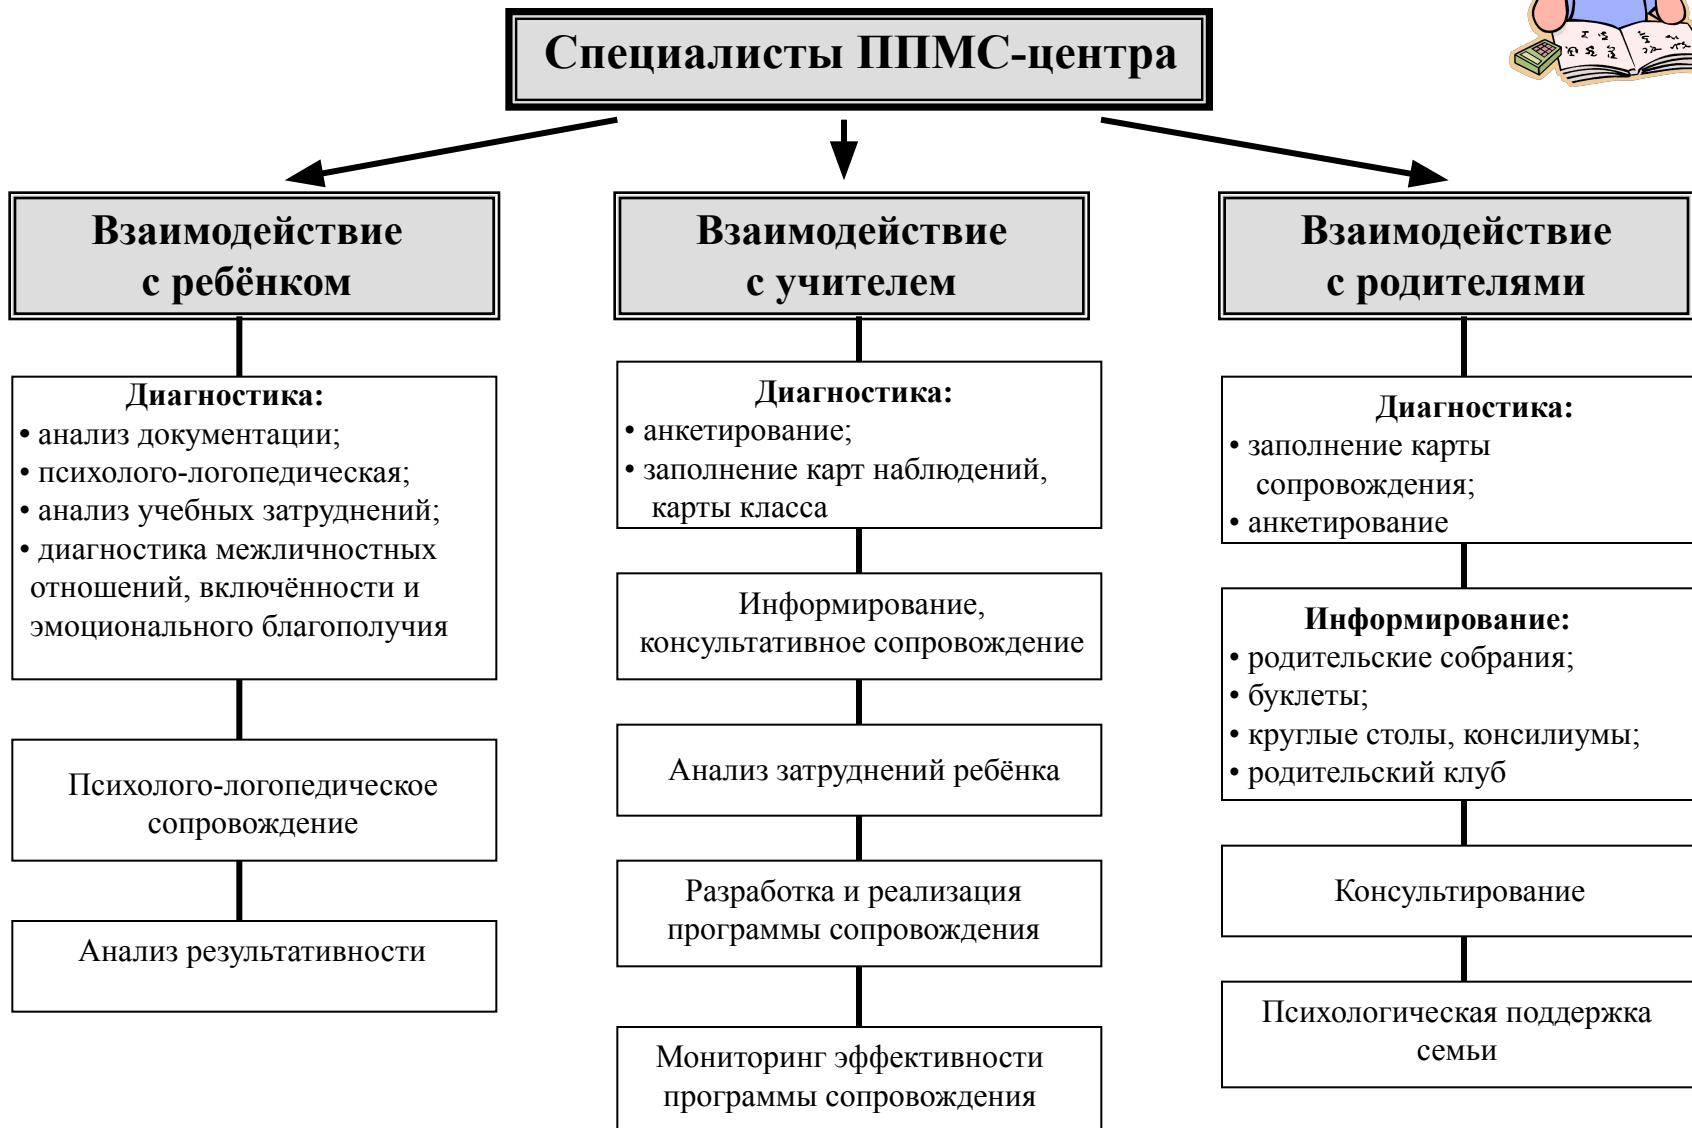 Специалисты ППМС-центра
Взаимодействие
с ребёнком
Диагностика:
• анализ документации;
• психолого-логопедическая;
• анализ учебных затруднений;
• диагностика межличностных
отношений, включённости и
эмоционального благополучия
Психолого-логопедическое
сопровождение
Анализ результативности
Взаимодействие
с учителем
Диагностика:
• анкетирование;
• заполнение карт наблюдений,
карты класса
Информирование,
консультативное сопровождение
Анализ затруднений ребёнка
Разработка и реализация
программы сопровождения
Мониторинг эффективности
программы сопровождения
Взаимодействие
с родителями
Диагностика:
• заполнение карты
сопровождения;
• анкетирование
Информирование:
• родительские собрания;
• буклеты;
• круглые столы, консилиумы;
• родительский клуб
Консультирование
Психологическая поддержка
семьи